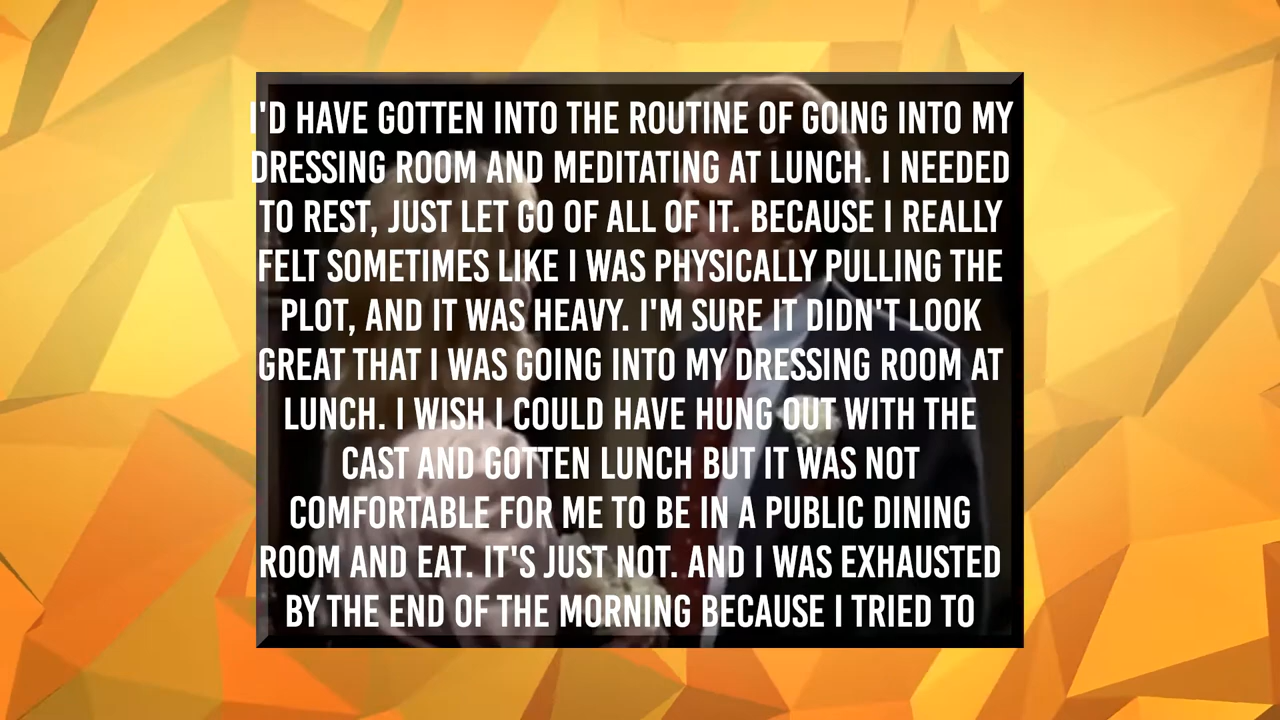 I'D HAVE GOTTEN INTO THE ROUTINE OF GOING INTO MY
DRESSING ROOM AND MEDITATING AT LUNCH. I NEEDED
TO REST, JUST LET GO OF ALL OF IT. BECAUSE I REALLY
FELT SOMETIMES LIKE I WAS PHYSICALLY PULLING THE
PLOT, AND IT WAS HEAVY. I'M SURE IT DIDN'T LOOK
GREAT THAT I WAS GOING INTO MY DRESSING ROOM AT
LUNCH. I WISH I COULD HAVE HUNG OUT WITH THE
CAST AND GOTTEN LUNCH BUT IT WAS NOT
COMFORTABLE FOR ME TO BE IN A PUBLIC DINING
ROOM AND EAT. IT'S JUST NOT. AND I WAS EXHAUSTED
BY THE END OF THE MORNING BECAUSE I TRIED TO